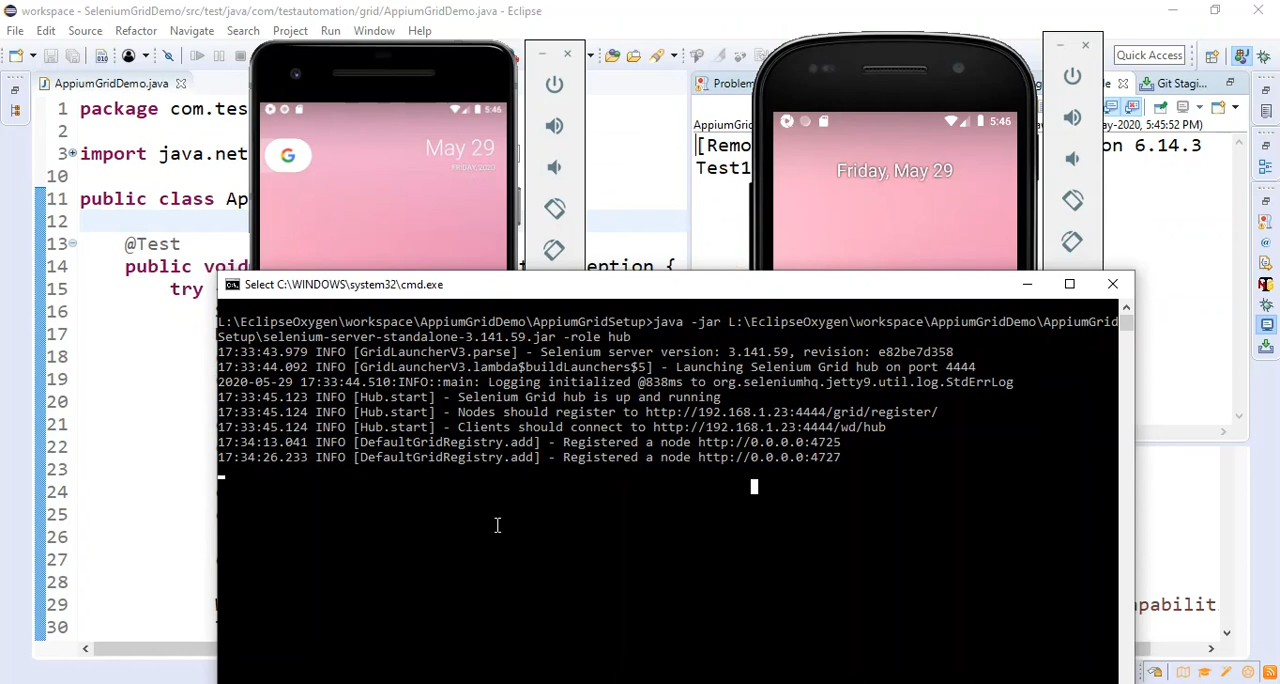 workspace - SeleniumGridDemo/src/test/java/com/testautomation/grid/AppiumGridDemo.java - Eclipse
File Edit Source Refactor Navigate Search Project Run Window Help
Quick Access
AppiumGridDemo.java
Problem
Git Stagi...
1 package com.tes
2
3 import java.net
10
11 public class Ap
12
13 @Test
14 public void eption {
15 try
16
17
18
19
20
21
22
23
24
25
26
27
28
29 apabilit
30
AppiumGri ay-2020, 5:45:52 PM)
[Remo on 6.14.3
Test1
5:46
May 29
G
5:46
Friday, May 29
Select C:\WINDOWS\system32\cmd.exe
L:\EclipseOxygen\workspace\AppiumGridDemo\AppiumGridSetup>java -jar L:\EclipseOxygen\workspace\AppiumGridDemo\AppiumGrid
Setup\selenium-server-standalone-3.141.59.jar -role hub
17:33:43.979 INFO [GridLauncherV3.parse] - Selenium server version: 3.141.59, revision: e82be7d358
17:33:44.092 INFO [GridLauncherV3.lambda$buildLaunchers$5] - Launching Selenium Grid hub on port 4444
2020-05-29 17:33:44.510:INFO::main: Logging initialized @838ms to org.seleniumhq.jetty9.util.log.StdErrLog
17:33:45.123 INFO [Hub.start] - Selenium Grid hub is up and running
17:33:45.124 INFO [Hub.start] - Nodes should register to http://192.168.1.23:4444/grid/register/
17:33:45.124 INFO [Hub.start] - Clients should connect to http://192.168.1.23:4444/wd/hub
17:34:13.041 INFO [DefaultGridRegistry.add] - Registered a node http://0.0.0.0:4725
17:34:26.233 INFO [DefaultGridRegistry.add] - Registered a node http://0.0.0.0:4727